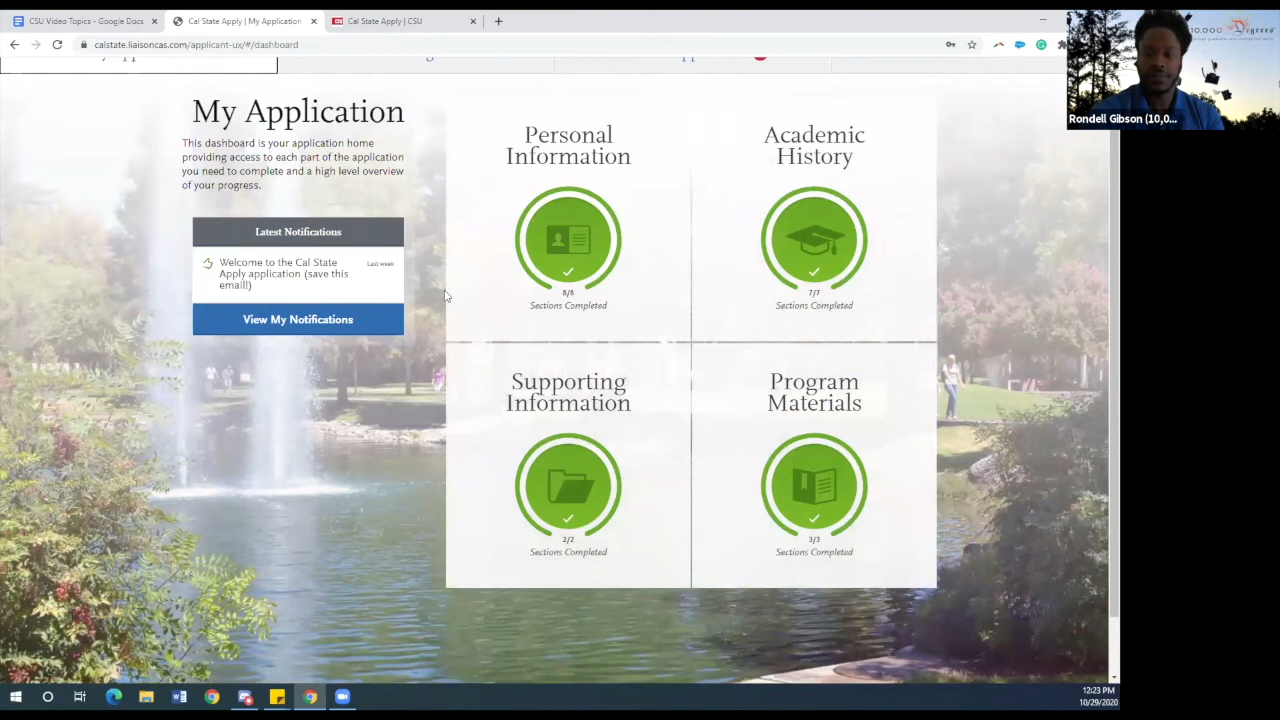 CSU Video Topics - Google Docs
Cal State Apply | My Application
Cal State Apply | CSU
calstate.liaisoncas.com/applicant-ux/#/dashboard
10,000 Degrees
Rondell Gibson (10,0...
My Application
This dashboard is your application home
providing access to each part of the application
you need to complete and a high level overview
of your progress.
Latest Notifications
Welcome to the Cal State
Apply application (save this
email!)
Last week
View My Notifications
Personal
Information
8/8
Sections Completed
Academic
History
7/7
Sections Completed
Supporting
Information
2/2
Sections Completed
Program
Materials
3/3
Sections Completed
12:23 PM
10/29/2020